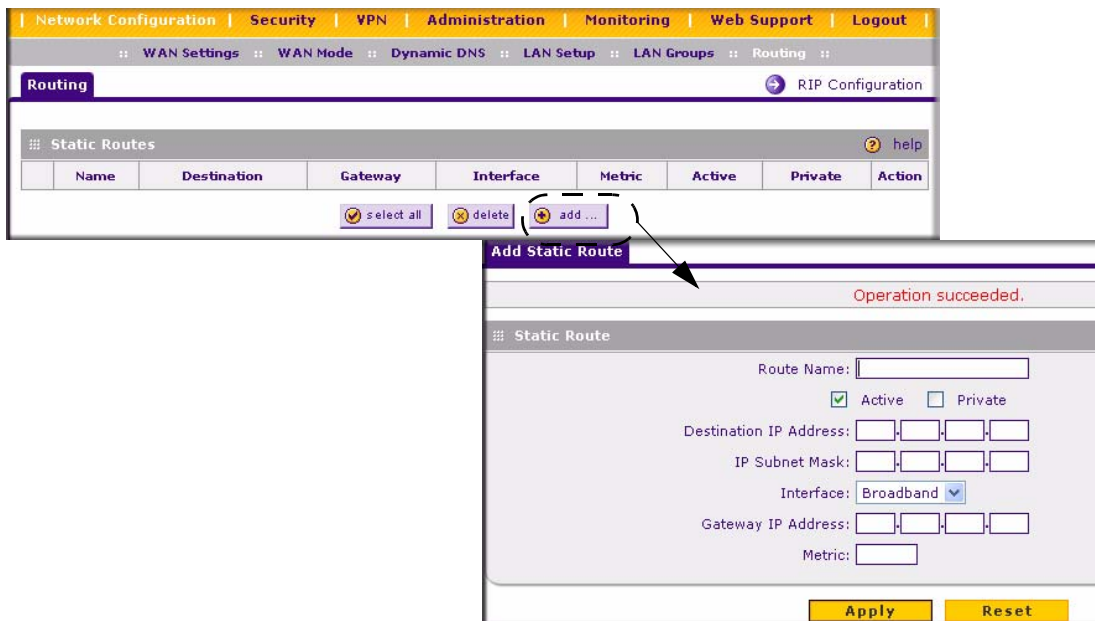 | Network Configuration | Security | VPN | Administration | Monitoring | Web Support | Logout |
:: WAN Settings :: WAN Mode :: Dynamic DNS :: LAN Setup :: LAN Groups :: Routing ::
Routing
RIP Configuration
Static Routes
help
Name Destination Gateway Interface Metric Active Private Action
select all delete add ...
Add Static Route
Operation succeeded.
Static Route
Route Name:
Active Private
Destination IP Address: . . .
IP Subnet Mask: . . .
Interface: Broadband
Gateway IP Address: . . .
Metric:
Apply Reset